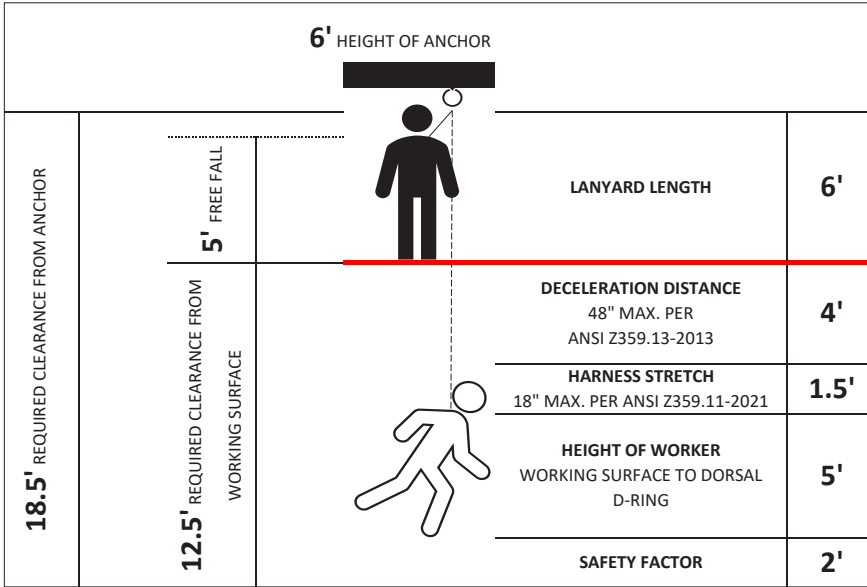 6' HEIGHT OF ANCHOR
18.5' REQUIRED CLEARANCE FROM ANCHOR
5' FREE FALL
12.5' REQUIRED CLEARANCE FROM
WORKING SURFACE
LANYARD LENGTH
6'
DECELERATION DISTANCE
48" MAX. PER
ANSI Z359.13-2013
4'
HARNESS STRETCH
18" MAX. PER ANSI Z359.11-2021
1.5'
HEIGHT OF WORKER
WORKING SURFACE TO DORSAL
D-RING
5'
SAFETY FACTOR
2'